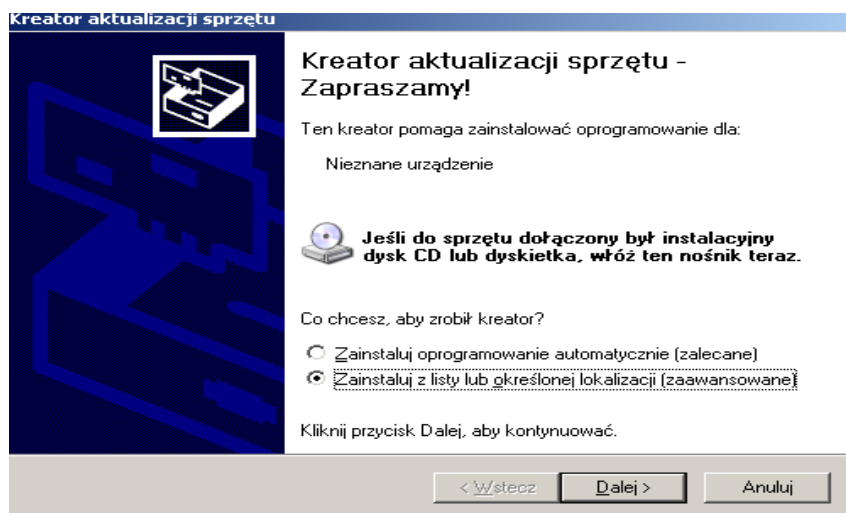 Kreator aktualizacji sprzętu
Kreator aktualizacji sprzętu -
Zapraszamy!
Ten kreator pomaga zainstalować oprogramowanie dla:
Nieznane urządzenie
Jeśli do sprzętu dołączony był instalacyjny
dysk CD lub dyskietka, włóż ten nośnik teraz.
Co chcesz, aby zrobił kreator?
Zainstaluj oprogramowanie automatycznie (zalecane)
Zainstaluj z listy lub określonej lokalizacji (zaawansowane)
Kliknij przycisk Dalej, aby kontynuować.
< Wstecz Dalej > Anuluj